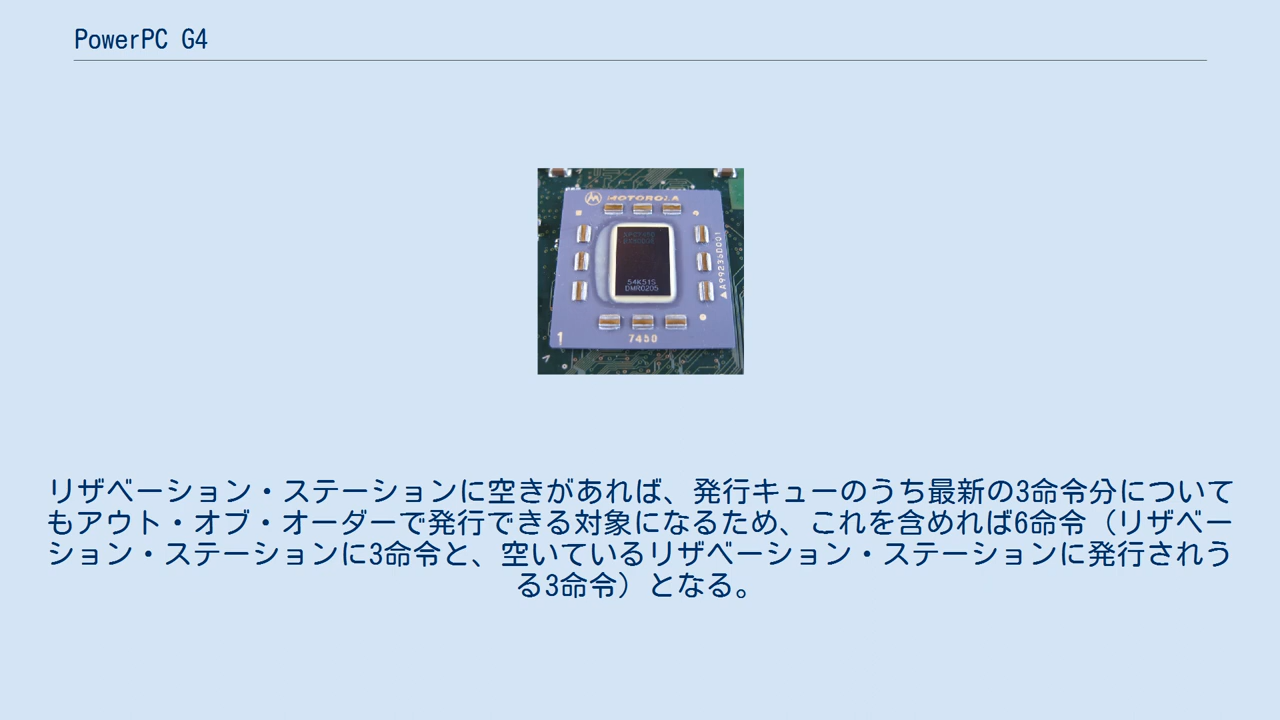 PowerPC G4
MOTOROLA
54K51S
DMR0205
A99236D001
1
7450
リザベーション・ステーションに空きがあれば、発行キューのうち最新の3命令分について
もアウト・オブ・オーダーで発行できる対象になるため、これを含めれば6命令（リザベー
ション・ステーションに3命令と、空いているリザベーション・ステーションに発行されう
る3命令）となる。